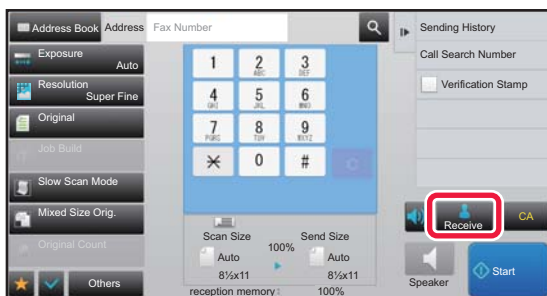 Address Book Address Fax Number
Sending History
Exposure
Auto
Call Search Number
Resolution
Super Fine
Verification Stamp
Original
Job Build
Slow Scan Mode
Mixed Size Orig.
Original Count
Others
1 2 3
ABC DEF
4 5 6
GHI JKL MNO
7 8 9
PQRS TUV WXYZ
0 #
C
Scan Size 100% Send Size
Auto Auto
8½x11 8½x11
reception memory: 100%
Receive
CA
Speaker
Start